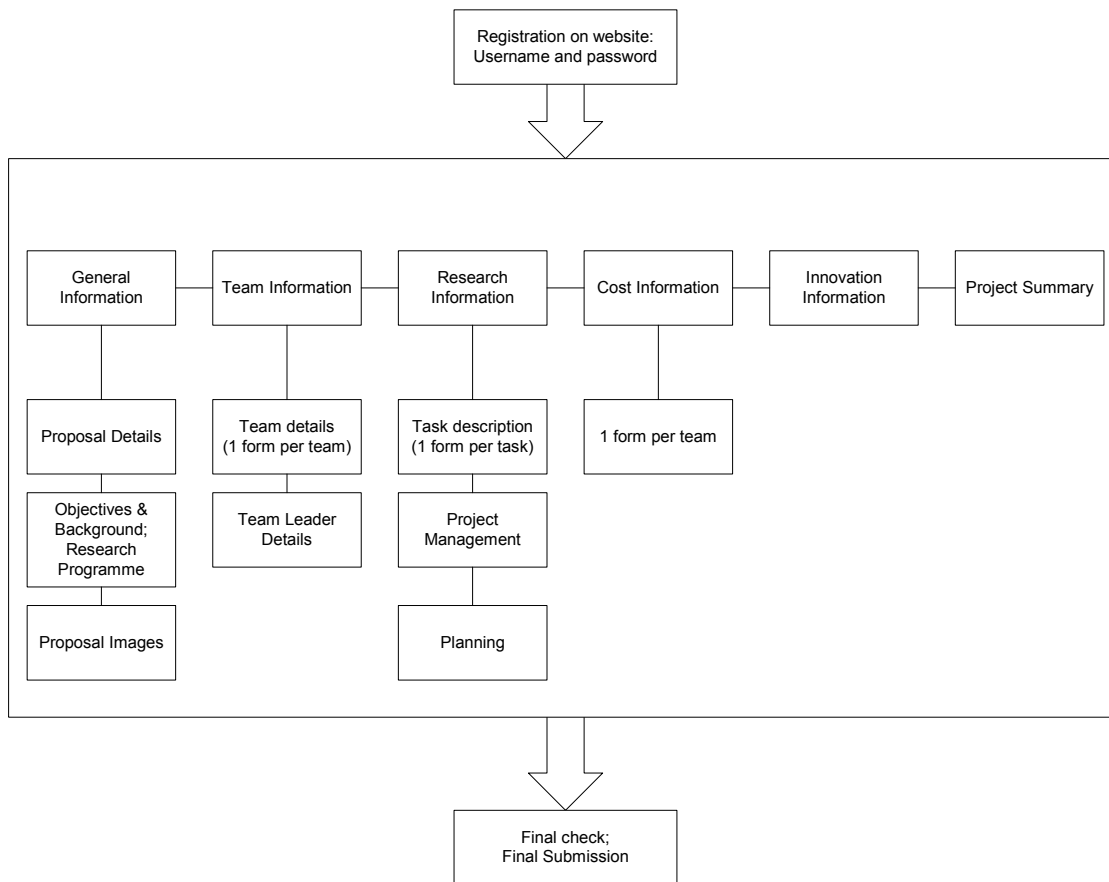 Registration on website:
Username and password
General
Information
Team Information
Research
Information
Cost Information
Innovation
Information
Project Summary
Proposal Details
Team details
(1 form per team)
Task description
(1 form per task)
1 form per team
Objectives &
Background;
Research
Programme
Team Leader
Details
Project
Management
Proposal Images
Planning
Final check;
Final Submission